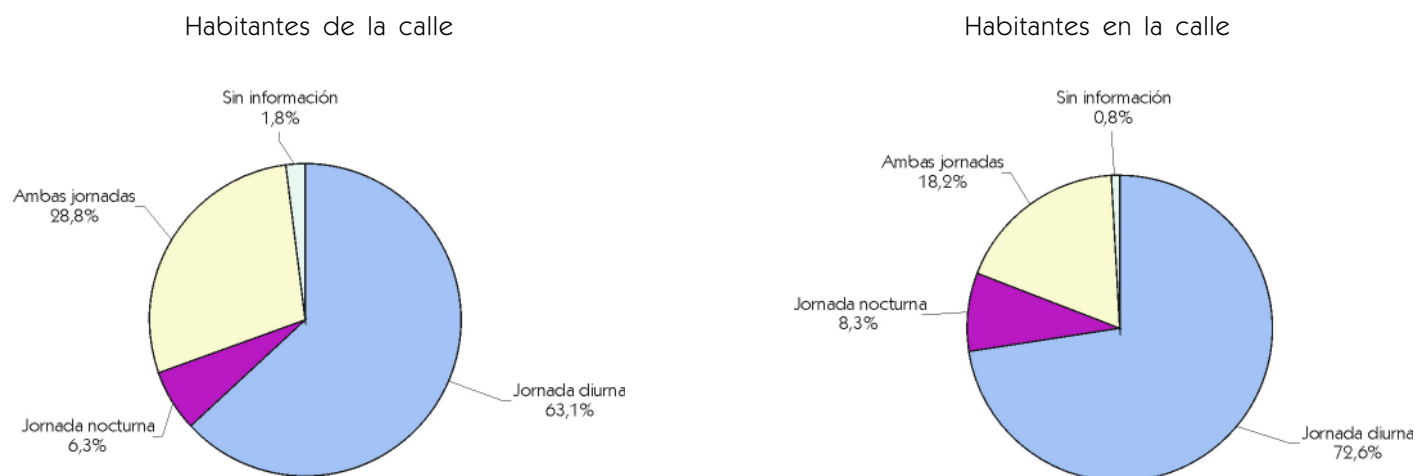 Habitantes de la calle
Sin información
1,8%
Ambas jornadas
28,8%
Jornada nocturna
6,3%
Jornada diurna
63,1%
Habitantes en la calle
Sin información
0,8%
Ambas jornadas
18,2%
Jornada nocturna
8,3%
Jornada diurna
72,6%